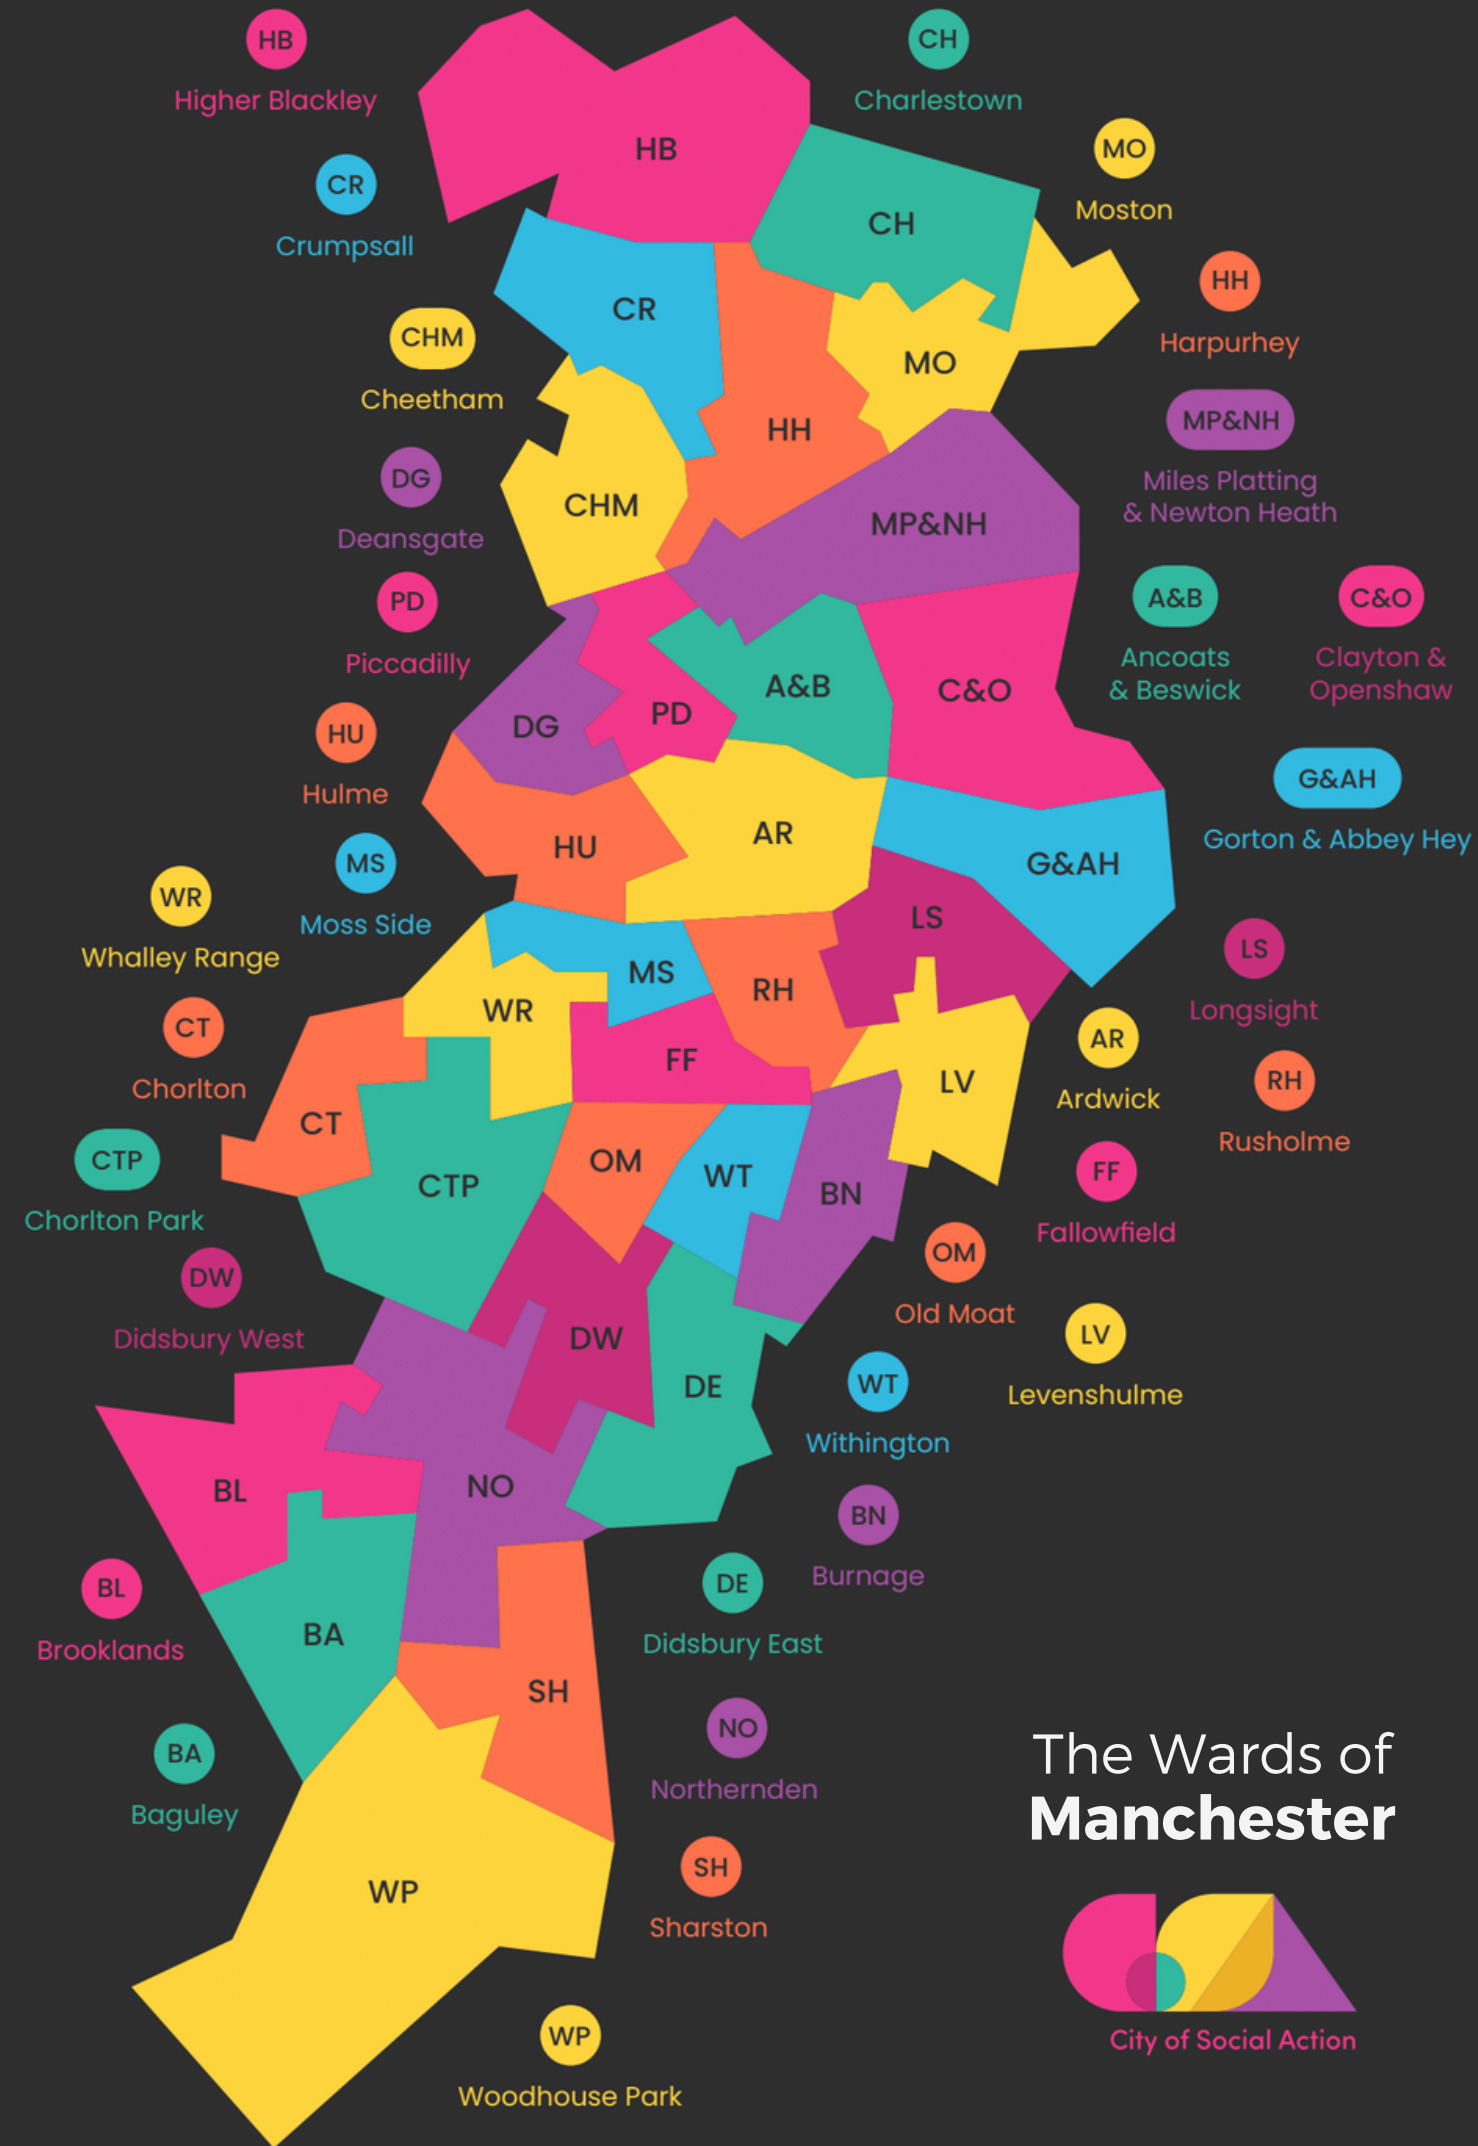 HB
Higher Blackley
CH
Charlestown
MO
Moston
HB
CR
Crumpsall
CH
HH
Harpurhey
CR
CHM
Cheetham
MO
MP&NH
Miles Platting
& Newton Heath
HH
DG
Deansgate
CHM
MP&NH
PD
Piccadilly
A&B
Ancoats
& Beswick
C&O
Clayton &
Openshaw
A&B
C&O
PD
DG
HU
Hulme
G&AH
Gorton & Abbey Hey
AR
HU
G&AH
MS
Moss Side
WR
Whalley Range
LS
LS
Longsight
MS
RH
WR
CT
Chorlton
AR
Ardwick
FF
LV
RH
Rusholme
CT
CTP
Chorlton Park
OM
WT
CTP
BN
FF
Fallowfield
DW
Didsbury West
OM
Old Moat
LV
Levenshulme
DW
DE
WT
Withington
BL
NO
BN
Burnage
BL
Brooklands
DE
Didsbury East
BA
SH
NO
Northernden
BA
Baguley
The Wards of
Manchester
SH
Sharston
WP
City of Social Action
WP
Woodhouse Park